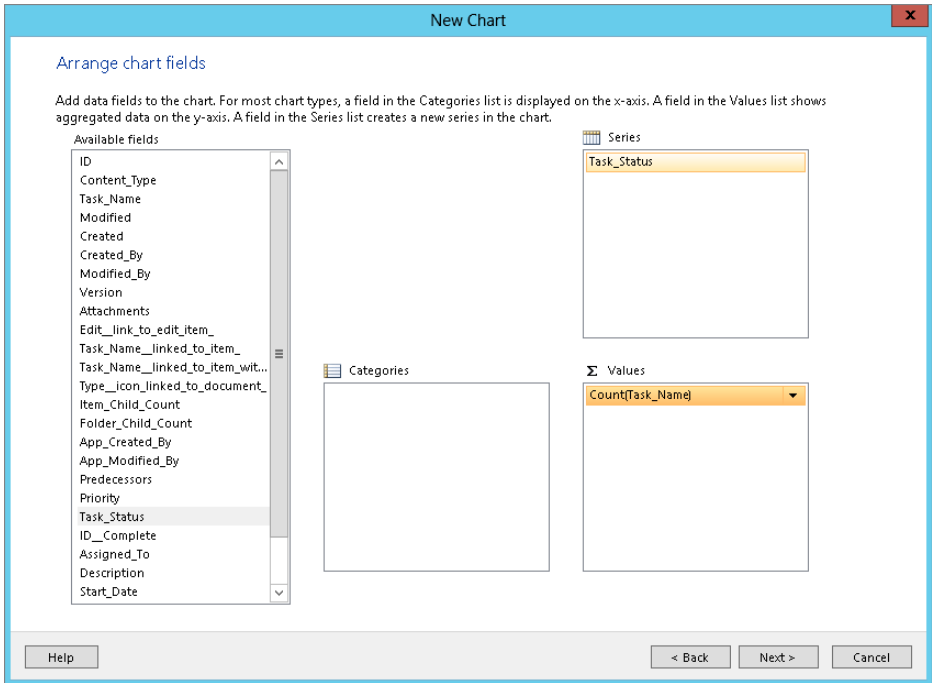 New Chart
x
Arrange chart fields
Add data fields to the chart. For most chart types, a field in the Categories list is displayed on the x-axis. A field in the Values list shows
aggregated data on the y-axis. A field in the Series list creates a new series in the chart.
Available fields
ID
Content_Type
Task_Name
Modified
Created
Created_By
Modified_By
Version
Attachments
Edit__link_to_edit_item_
Task_Name__linked_to_item_
Task_Name__linked_to_item_wit...
Type__icon_linked_to_document_
Item_Child_Count
Folder_Child_Count
App_Created_By
App_Modified_By
Predecessors
Priority
Task_Status
ID__Complete
Assigned_To
Description
Start_Date
Series
Task_Status
Categories
Σ Values
Count(Task_Name)
Help
< Back
Next >
Cancel